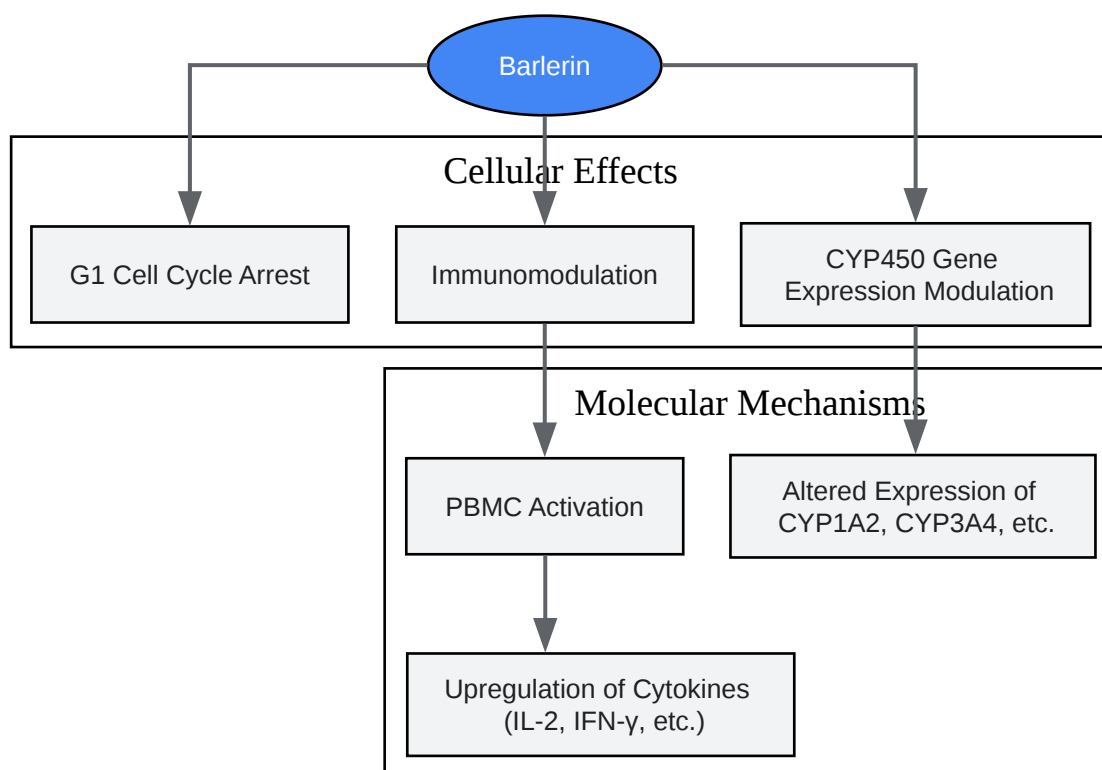 Barlerin
Cellular Effects
G1 Cell Cycle Arrest
Immunomodulation
CYP450 Gene
Expression Modulation
Molecular Mechanisms
PBMC Activation
Altered Expression of
CYP1A2, CYP3A4, etc.
Upregulation of Cytokines
(IL-2, IFN-γ, etc.)